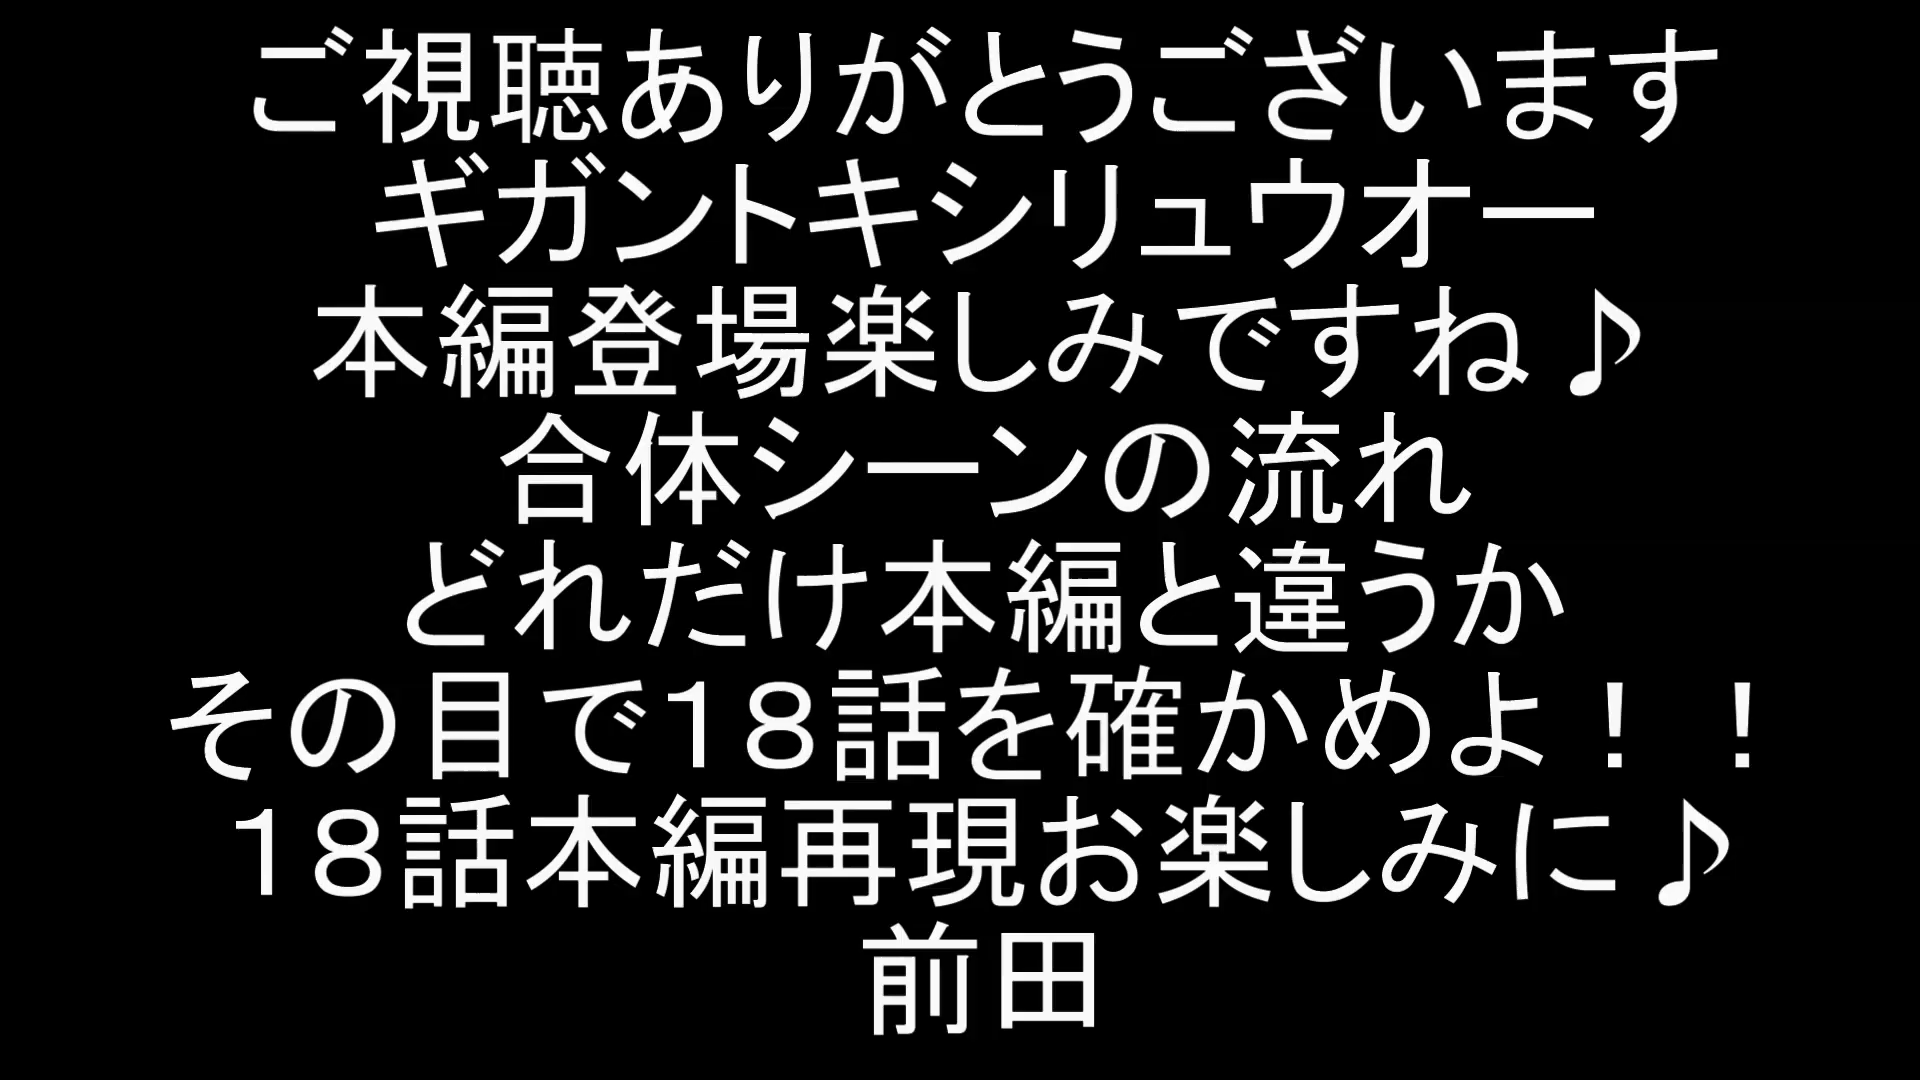 ご視聴ありがとうございます
ギガントキシリュウオー
本編登場楽しみですね♪
合体シーンの流れ
どれだけ本編と違うか
その目で１８話を確かめよ！！
１８話本編再現お楽しみに♪
前田